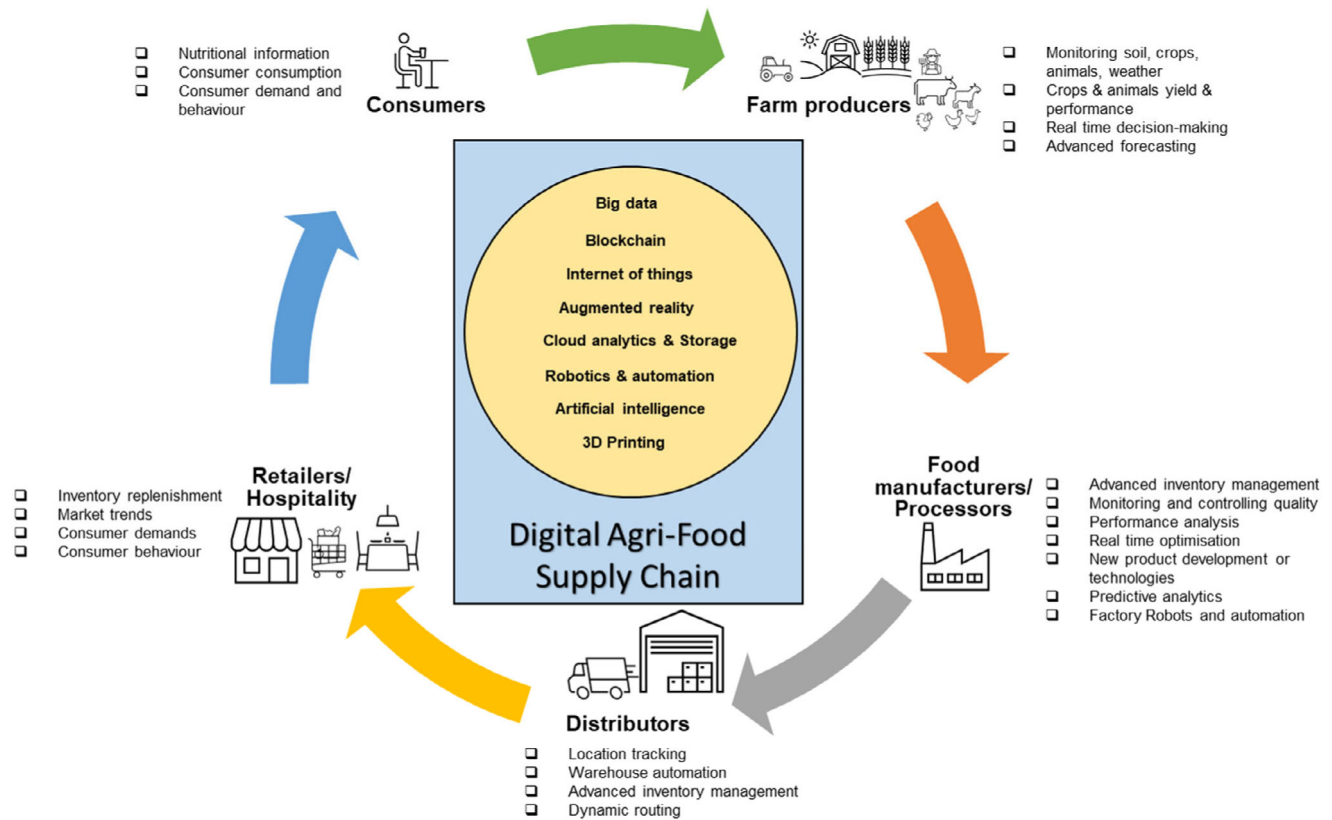 Consumers
❑ Nutritional information
❑ Consumer consumption
❑ Consumer demand and
behaviour
Farm producers
❑ Monitoring soil, crops,
animals, weather
❑ Crops & animals yield &
performance
❑ Real time decision-making
❑ Advanced forecasting
Big data
Blockchain
Internet of things
Augmented reality
Cloud analytics & Storage
Robotics & automation
Artificial intelligence
3D Printing
Digital Agri-Food
Supply Chain
Food
manufacturers/
Processors
❑ Advanced inventory management
❑ Monitoring and controlling quality
❑ Performance analysis
❑ Real time optimisation
❑ New product development or
technologies
❑ Predictive analytics
❑ Factory Robots and automation
Distributors
❑ Location tracking
❑ Warehouse automation
❑ Advanced inventory management
❑ Dynamic routing
Retailers/
Hospitality
❑ Inventory replenishment
❑ Market trends
❑ Consumer demands
❑ Consumer behaviour